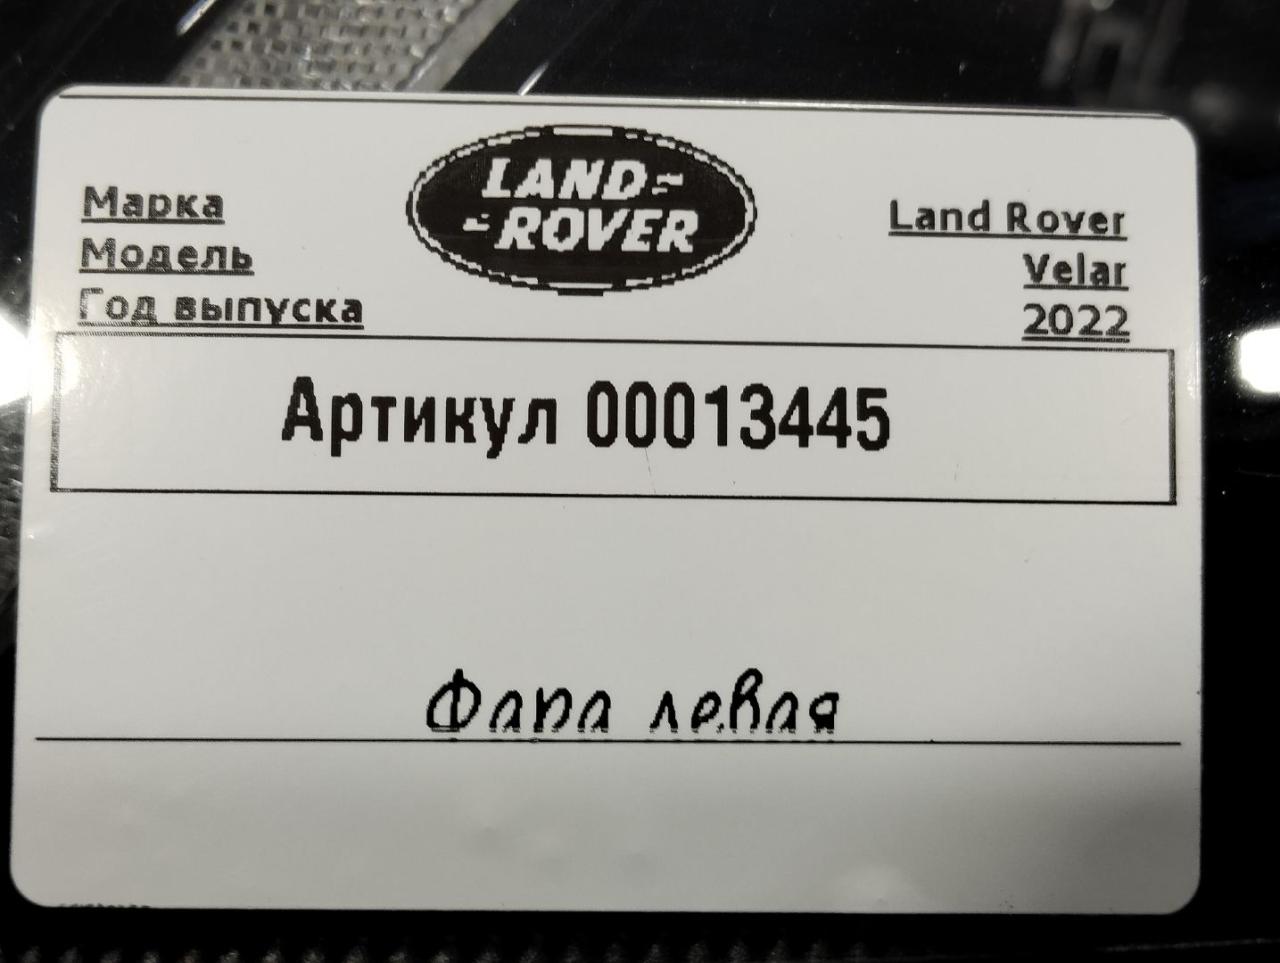 LAND-
-ROVER
Марка Land Rover
Модель Velar
Год выпуска 2022
Артикул 00013445
Фара левая